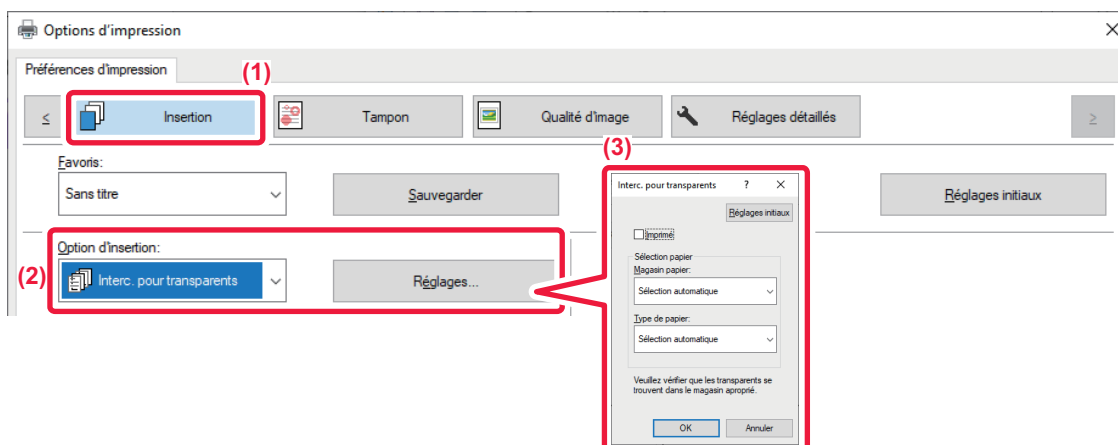 Options d'impression
Préférences d'impression
(1)
< Insertion Tampon Qualité d'image Réglages détaillés >
(3)
Favoris:
Sans titre Sauvegarder Réglages initiaux
Option d'insertion:
(2) Interc. pour transparents Réglages...
Interc. pour transparents ? ×
Réglages initiaux
Imprimé
Sélection papier
Magasin papier:
Sélection automatique
Type de papier:
Sélection automatique
Veuillez vérifier que les transparents se
trouvent dans le magasin aproprié.
OK Annuler